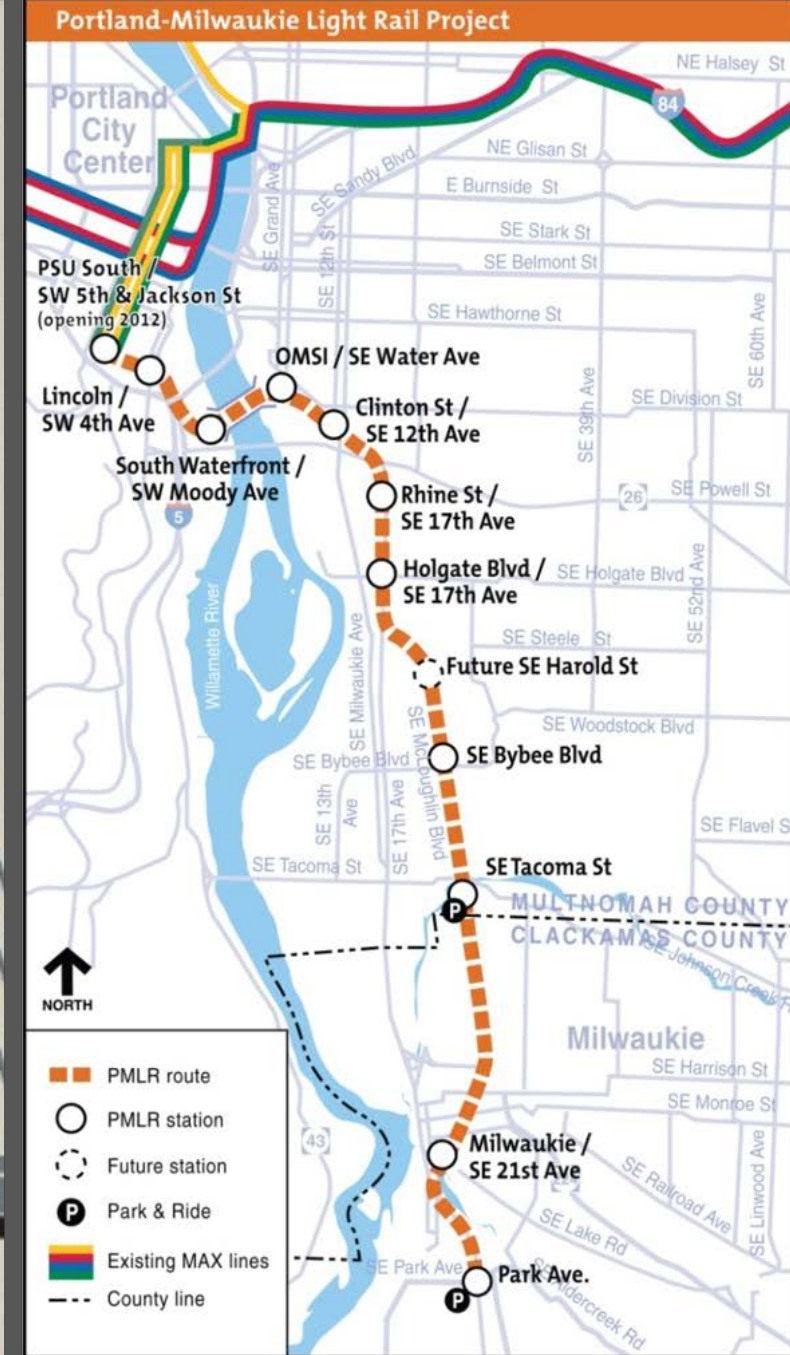 Portland-Milwaukie Light Rail Project
NE Halsey St
Portland
City
Center
84
NE Glisan St
SE Sandy Blvd
E Burnside St
SE Grand Ave
SE 12th St
SE Stark St
SE Belmont St
PSU South /
SW 5th & Jackson St
(opening 2012)
SE Hawthorne St
SE 60th Ave
OMSI / SE Water Ave
Lincoln /
SW 4th Ave
Clinton St /
SE 12th Ave
SE 39th Ave
SE Division St
South Waterfront /
SW Moody Ave
5
Rhine St /
SE 17th Ave
26
SE Powell St
Holgate Blvd /
SE 17th Ave
SE Holgate Blvd
SE 52nd Ave
Willamette River
SE Milwaukie Ave
SE Steele St
Future SE Harold St
SE McLoughlin Blvd
SE Woodstock Blvd
SE Bybee Blvd
SE Bybee Blvd
SE 13th
Ave
SE 17th Ave
SE Flavel S
SE Tacoma St
SE Tacoma St
P
MULTNOMAH COUNTY
CLACKAMAS COUNTY
SE Johnson Creek R
NORTH
Milwaukie
SE Harrison St
SE Monroe St
PMLR route
PMLR station
Future station
P Park & Ride
Existing MAX lines
County line
43
Milwaukie /
SE 21st Ave
SE Railroad Ave
SE Linwood Ave
SE Lake Rd
SE Park Ave
Park Ave.
P
SE Aldercreek Rd